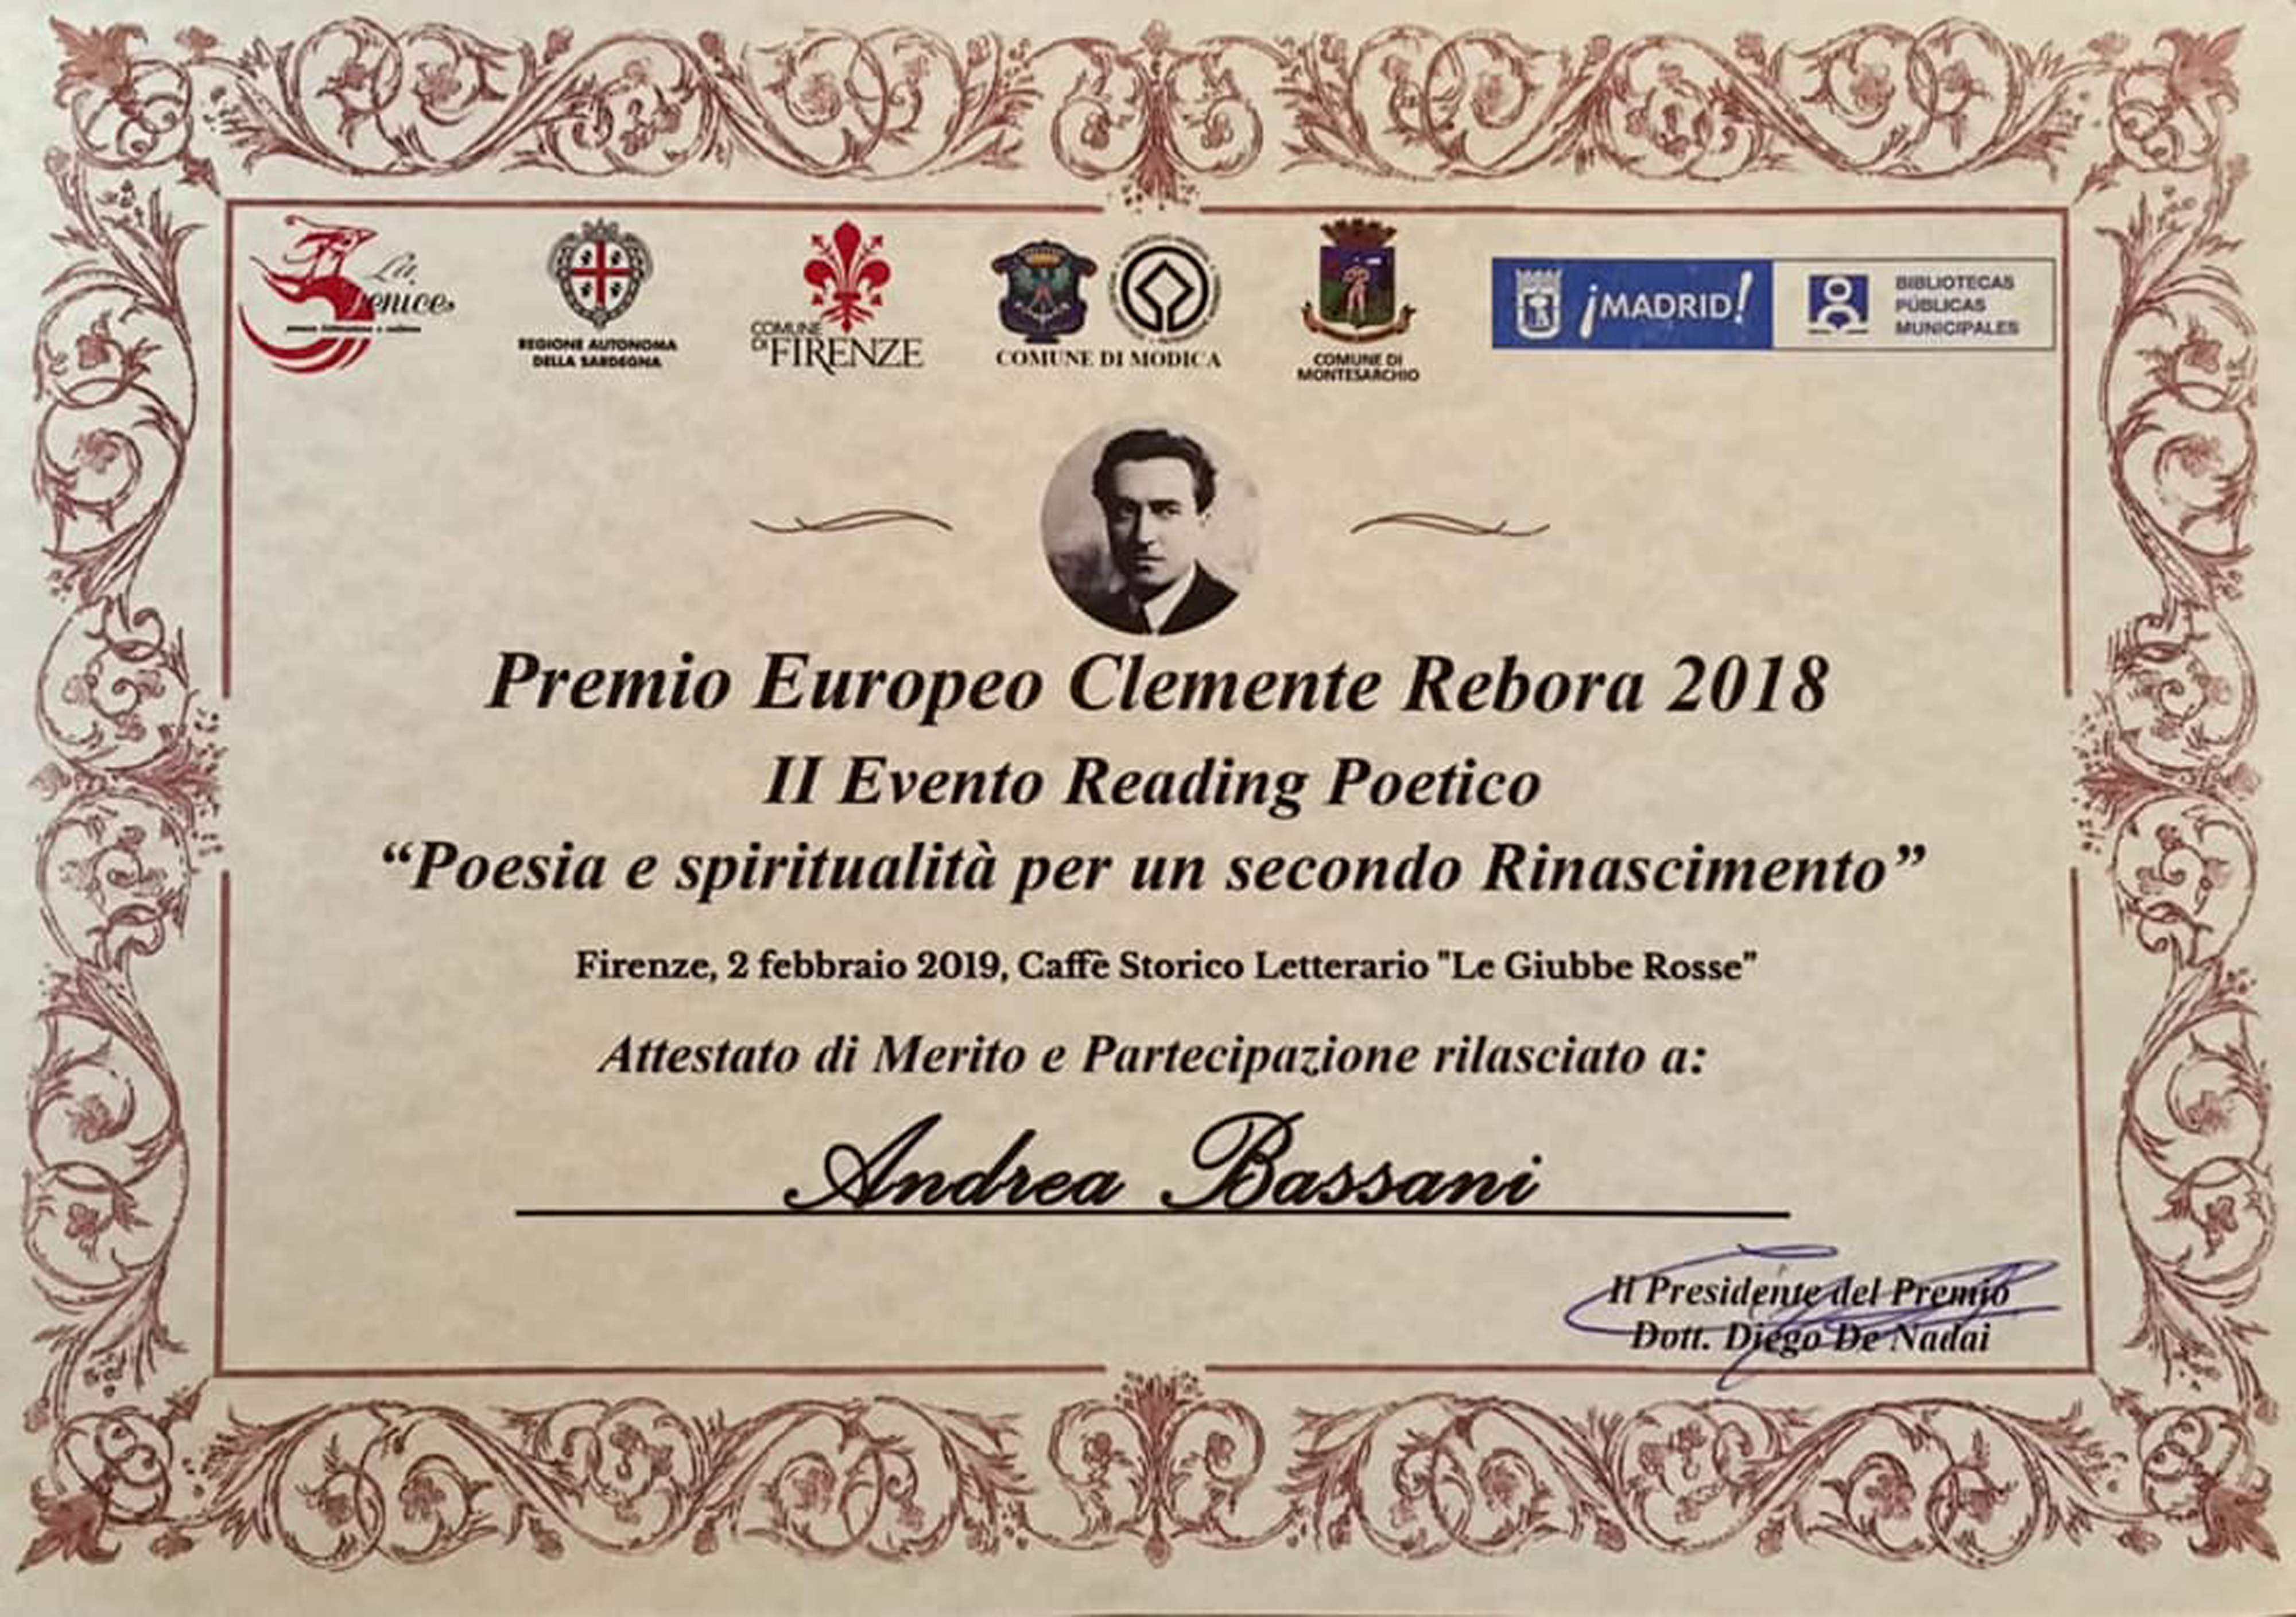 La Fenice
REGIONE AUTONOMA
DELLA SARDEGNA
COMUNE
DI FIRENZE
COMUNE DI MODICA
COMUNE DI
MONTESARCHIO
¡MADRID!
BIBLIOTECAS
PÚBLICAS
MUNICIPALES
Premio Europeo Clemente Rebora 2018
II Evento Reading Poetico
“Poesia e spiritualità per un secondo Rinascimento”
Firenze, 2 febbraio 2019, Caffè Storico Letterario "Le Giubbe Rosse"
Attestato di Merito e Partecipazione rilasciato a:
Andrea Bassani
Il Presidente del Premio
Dott. Diego De Nadai